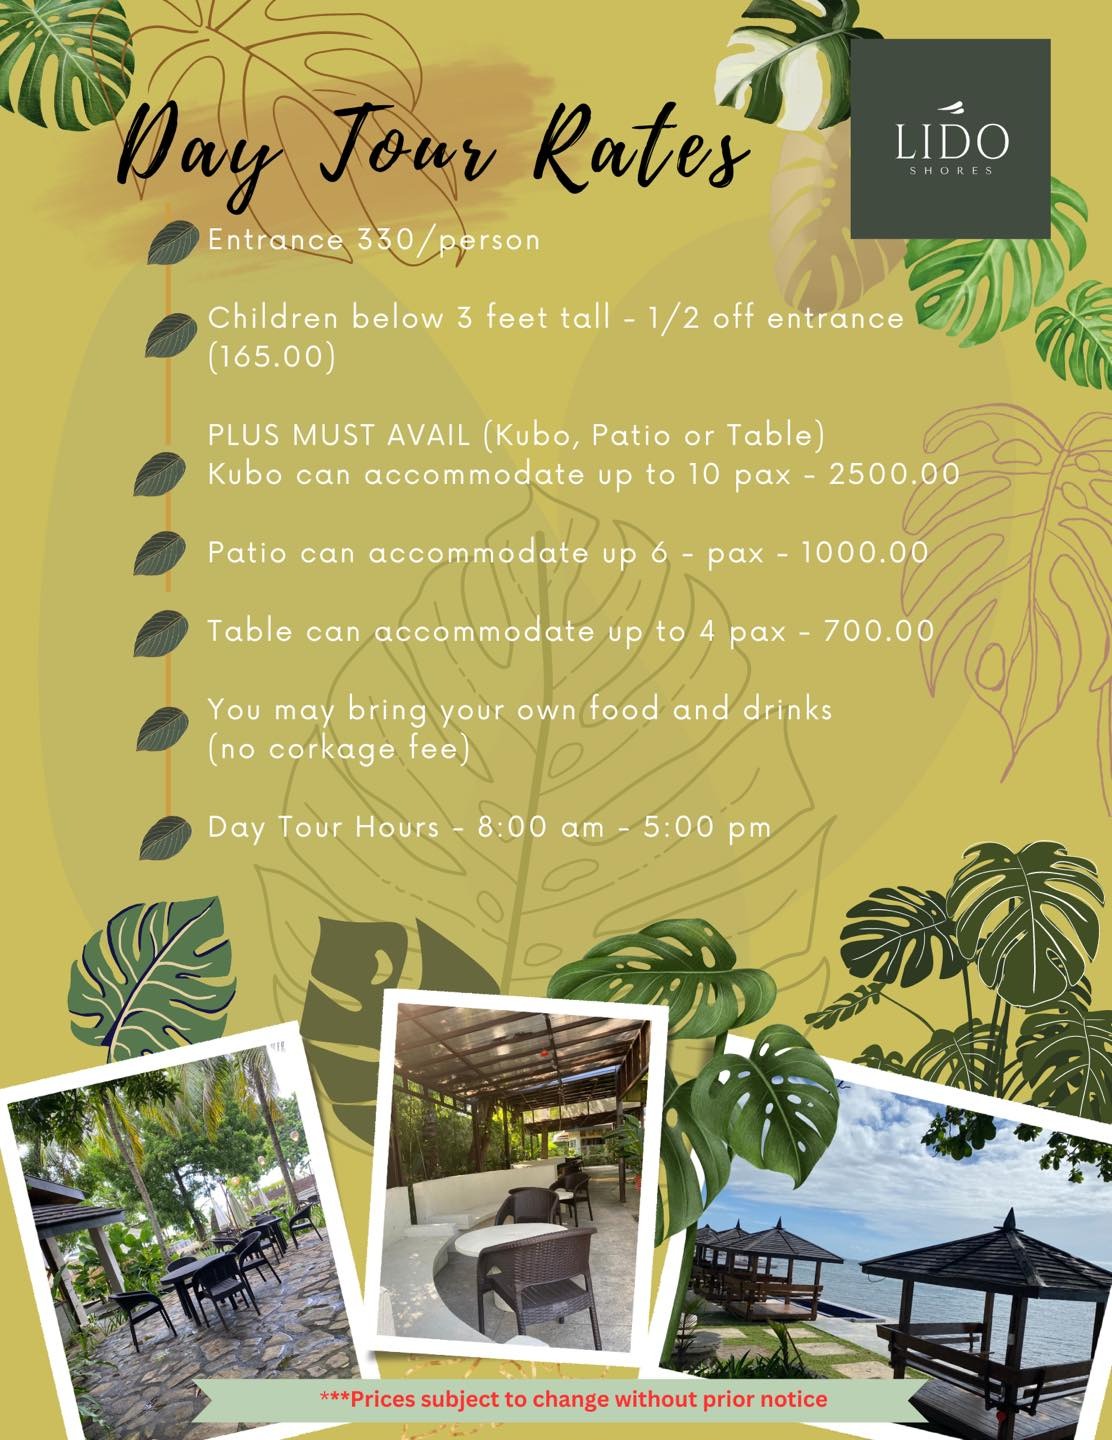 Day Tour Rates
LIDO
SHORES
Entrance 330/person
Children below 3 feet tall - 1/2 off entrance
(165.00)
PLUS MUST AVAIL (Kubo, Patio or Table)
Kubo can accommodate up to 10 pax - 2500.00
Patio can accommodate up 6 - pax - 1000.00
Table can accommodate up to 4 pax - 700.00
You may bring your own food and drinks
(no corkage fee)
Day Tour Hours - 8:00 am - 5:00 pm
***Prices subject to change without prior notice